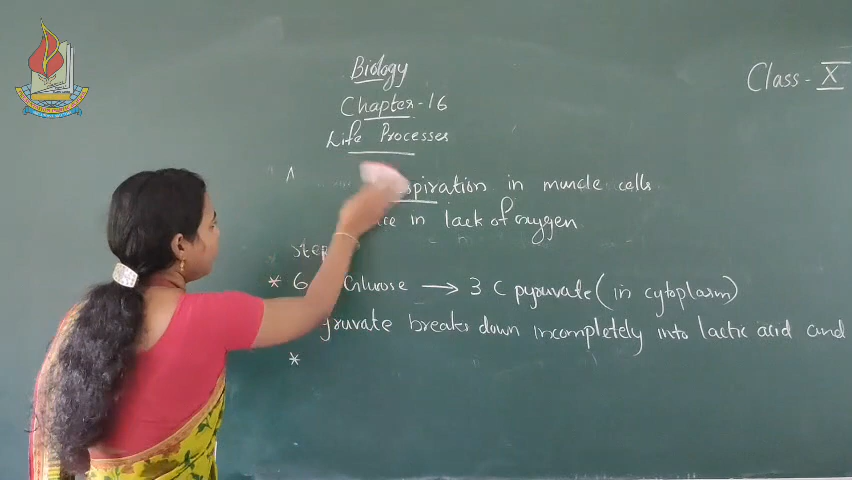 Biology
Class - X
Chapter-16
Life Processes
spiration in muscle cells
in lack of oxygen
Step
* 6 Glucose → 3 C pyruvate (in cytoplasm)
breaks down incompletely into lactic acid and
*